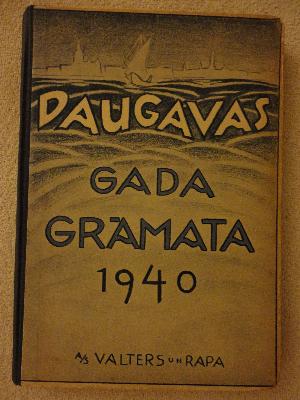 DAUGAVAS
GADA
GRĀMATA
1940
A/S VALTERS UN RAPA